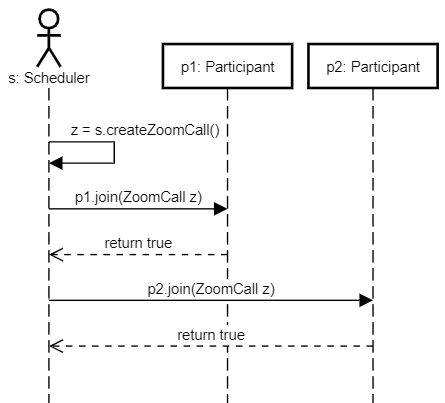 s: Scheduler
p1: Participant
p2: Participant
z = s.createZoomCall()
p1.join(ZoomCall z)
return true
p2.join(ZoomCall z)
return true